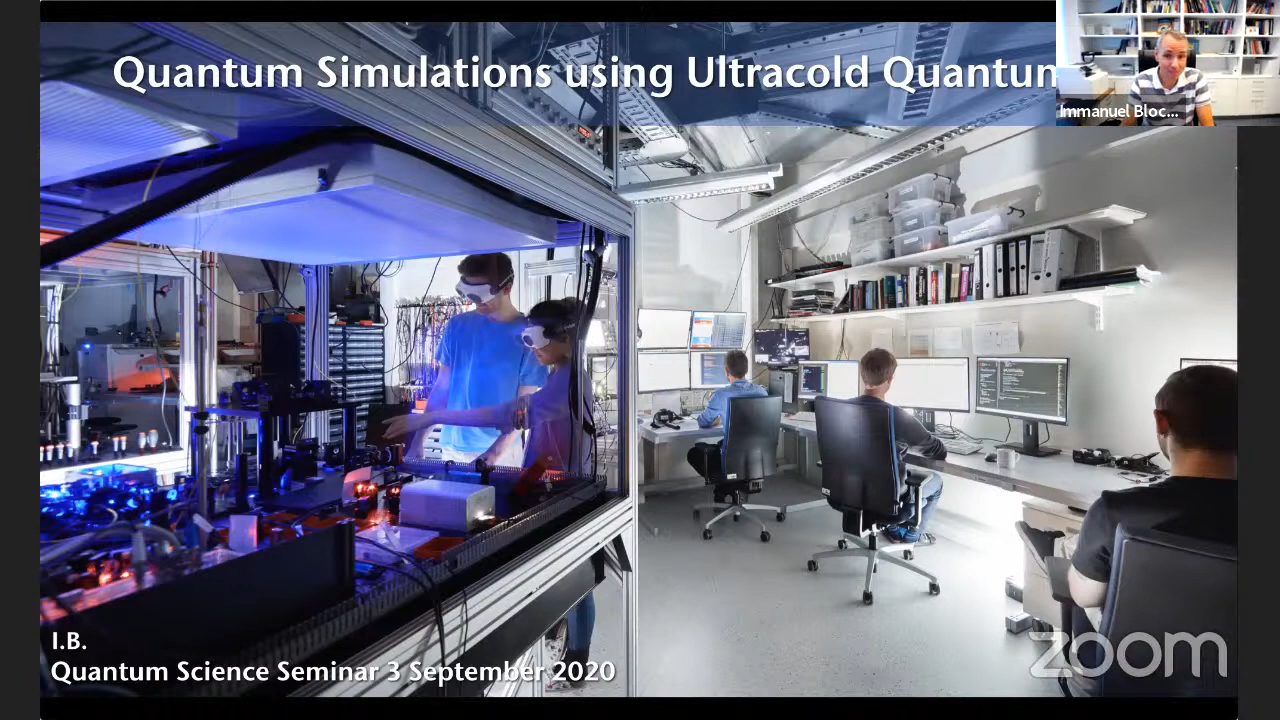 Quantum Simulations using Ultracold Quantum
Immanuel Bloc...
I.B.
Quantum Science Seminar 3 September 2020
zoom